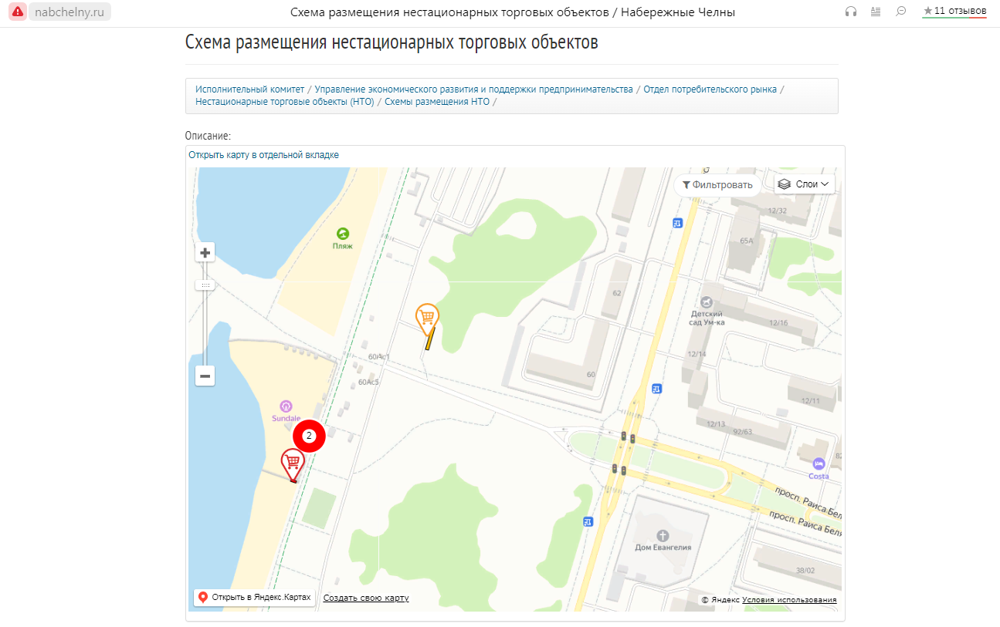 nabchelny.ru
Схема размещения нестационарных торговых объектов / Набережные Челны
11 отзывов
Схема размещения нестационарных торговых объектов
Исполнительный комитет / Управление экономического развития и поддержки предпринимательства / Отдел потребительского рынка /
Нестационарные торговые объекты (НТО) / Схемы размещения НТО /
Описание:
Открыть карту в отдельной вкладке
Фильтровать
Слои
12/32
65А
Пляж
62
Детский
сад Ум-ка
12/16
60Ас1
12/14
60
60Ас5
12/11
Sundale
12/13
92/63
2
82
Costa
просп. Раиса Бел
просп. Раиса Беля
Дом Евангелия
38/02
Открыть в Яндекс.Картах
Создать свою карту
© Яндекс Условия использования